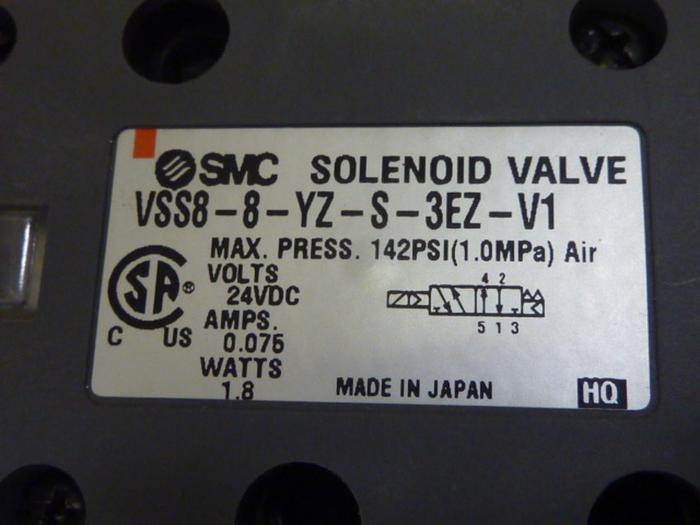 SMC SOLENOID VALVE
VSS8-8-YZ-S-3EZ-V1
MAX. PRESS. 142PSI(1.0MPa) Air
VOLTS
24VDC
AMPS.
0.075
WATTS
1.8
SA ®
C US
4 2
5 1 3
MADE IN JAPAN
HQ